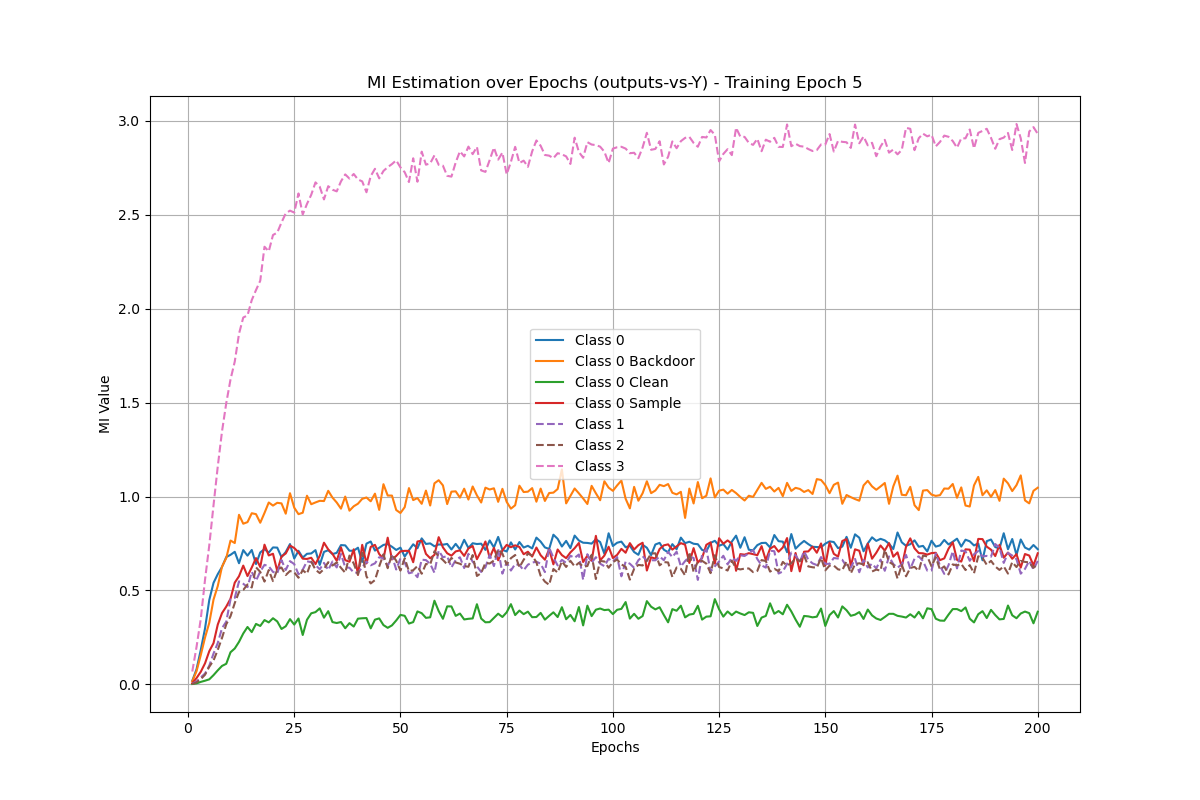 MI Estimation over Epochs (outputs-vs-Y) - Training Epoch 5
3.0
2.5
2.0
1.5
1.0
0.5
0.0
MI Value
Class 0
Class 0 Backdoor
Class 0 Clean
Class 0 Sample
Class 1
Class 2
Class 3
0 25 50 75 100 125 150 175 200
Epochs